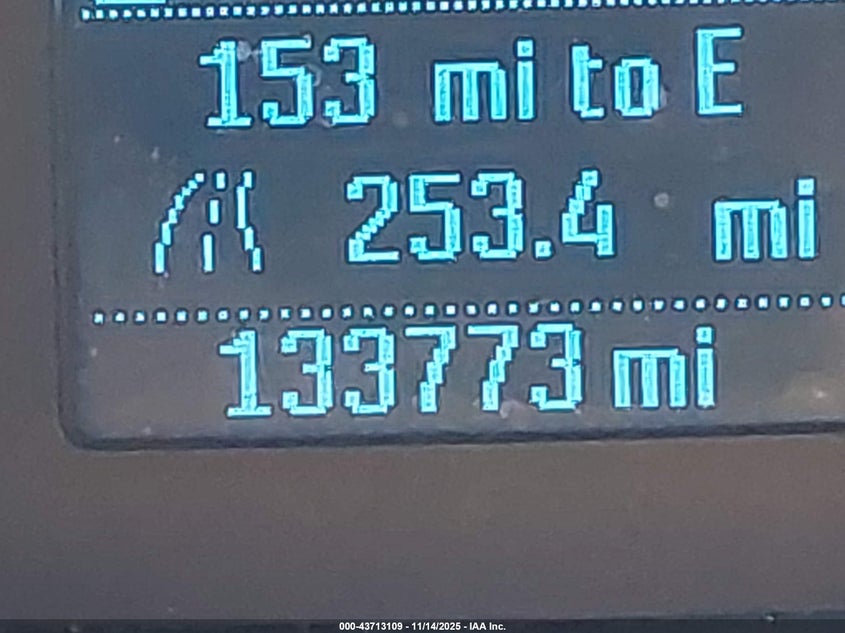 153 mi to E
253.4 mi
133773 mi
000-43713109 - 11/14/2025 - IAA Inc.